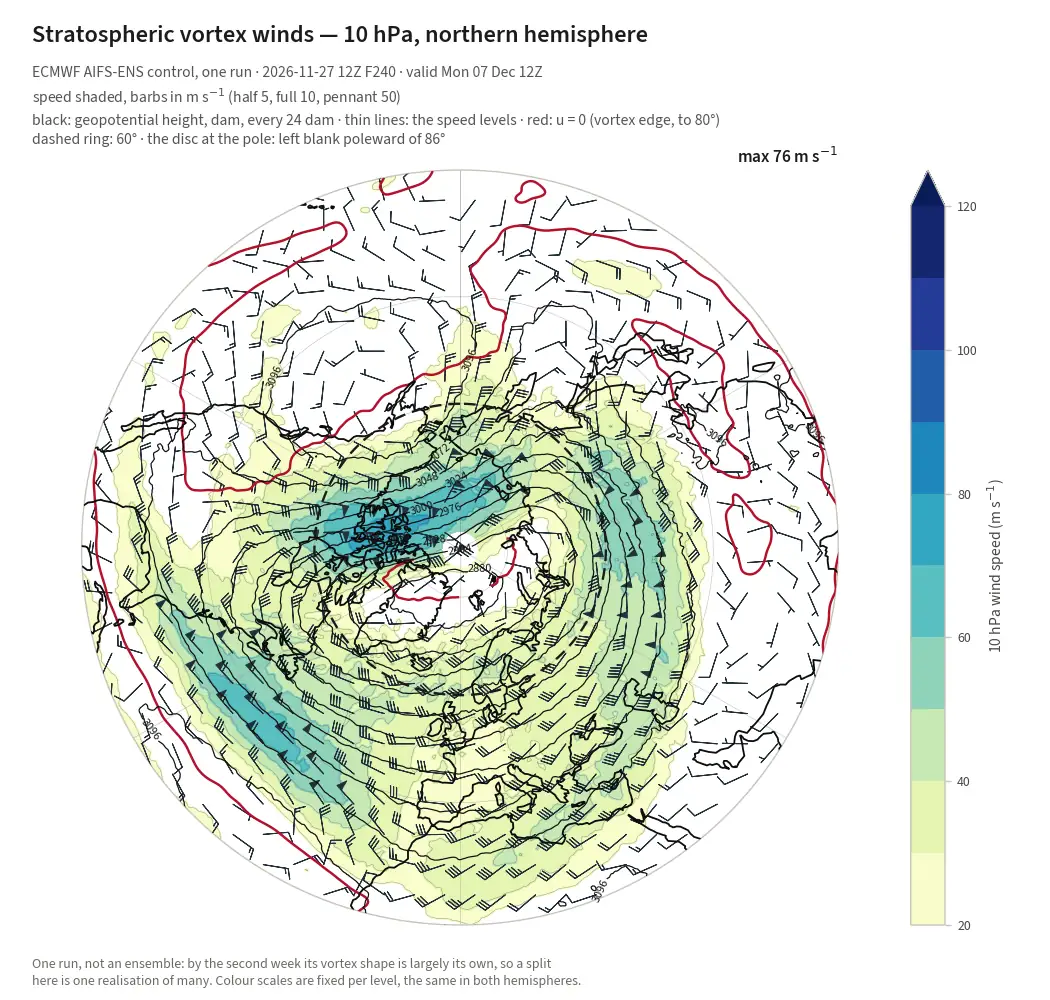 Stratospheric vortex winds — 10 hPa, northern hemisphere
ECMWF AIFS-ENS control, one run · 2026-11-27 12Z F240 · valid Mon 07 Dec 12Z
speed shaded, barbs in m s⁻¹ (half 5, full 10, pennant 50)
black: geopotential height, dam, every 24 dam · thin lines: the speed levels · red: u = 0 (vortex edge, to 80°)
dashed ring: 60° · the disc at the pole: left blank poleward of 86°
max 76 m s⁻¹
120
100
80
60
40
20
10 hPa wind speed (m s⁻¹)
3096
3096
3096
3048
3000
2976
2880
3096
3096
One run, not an ensemble: by the second week its vortex shape is largely its own, so a split
here is one realisation of many. Colour scales are fixed per level, the same in both hemispheres.